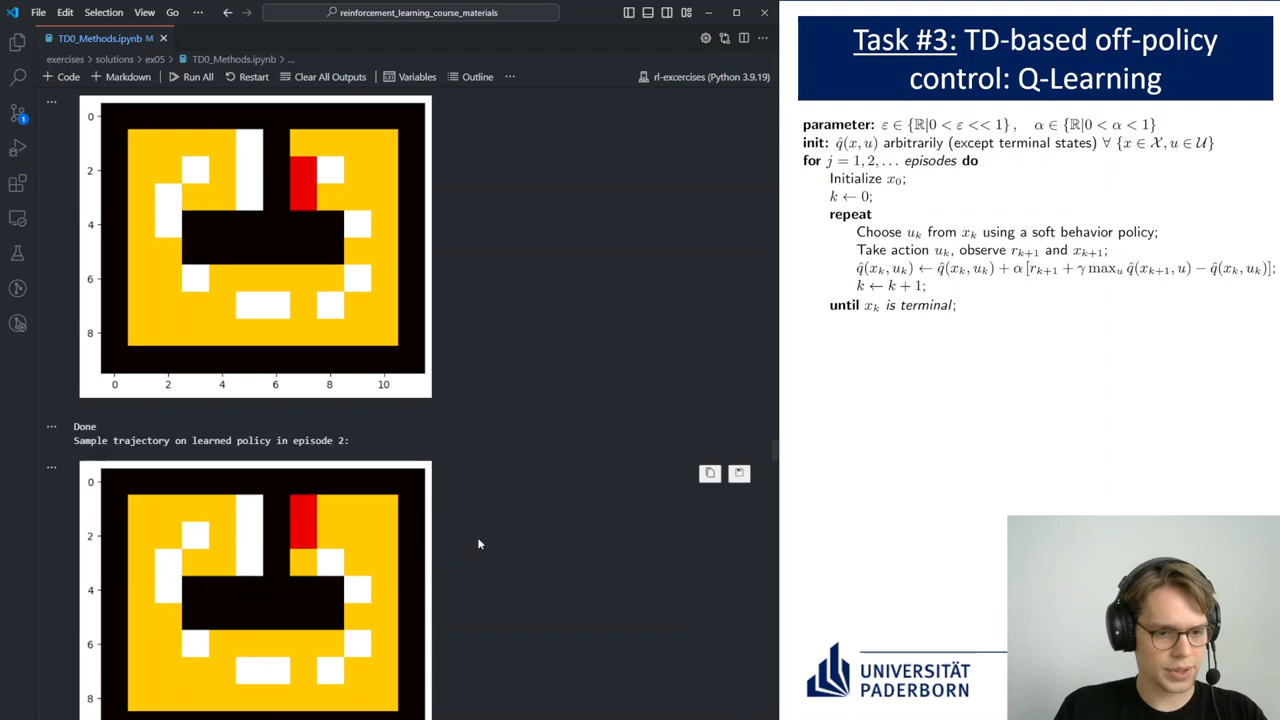 File Edit Selection View ··· reinforcement_learning_course_materials
TD0_Methods.ipynb M
exercises > solutions > ex05 > TD0_Methods.ipynb > ...
+ Code + Markdown Run All Restart Clear All Outputs Variables Outline ··· rl-excercises (Python 3.9.19)
0
2
4
6
8
0 2 4 6 8 10
Done
Sample trajectory on learned policy in episode 2:
0
2
4
6
8
1
Task #3: TD-based off-policy
control: Q-Learning
parameter: ε ∈ {ℝ|0 < ε << 1}, α ∈ {ℝ|0 < α < 1}
init: q̂(x, u) arbitrarily (except terminal states) ∀ {x ∈ 𝒳, u ∈ 𝒰}
for j = 1, 2, ... episodes do
Initialize x₀;
k ← 0;
repeat
Choose uₖ from xₖ using a soft behavior policy;
Take action uₖ, observe rₖ₊₁ and xₖ₊₁;
q̂(xₖ, uₖ) ← q̂(xₖ, uₖ) + α [rₖ₊₁ + γ maxᵤ q̂(xₖ₊₁, u) − q̂(xₖ, uₖ)];
k ← k + 1;
until xₖ is terminal;
UNIVERSITÄT
PADERBORN